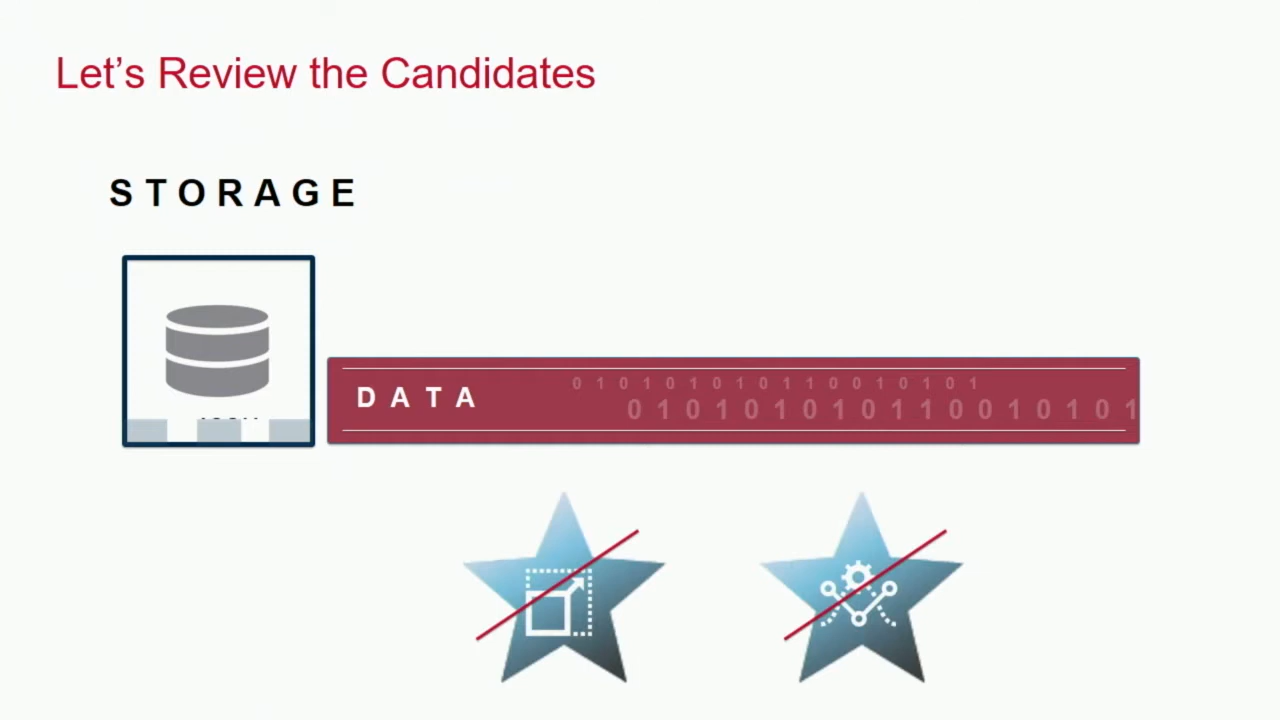 Let's Review the Candidates
STORAGE
DATA
0 1 0 1 0 1 0 1 0 1 1 0 0 1 0 1 0 1
0 1 0 1 0 1 0 1 0 1 1 0 0 1 0 1 0 1